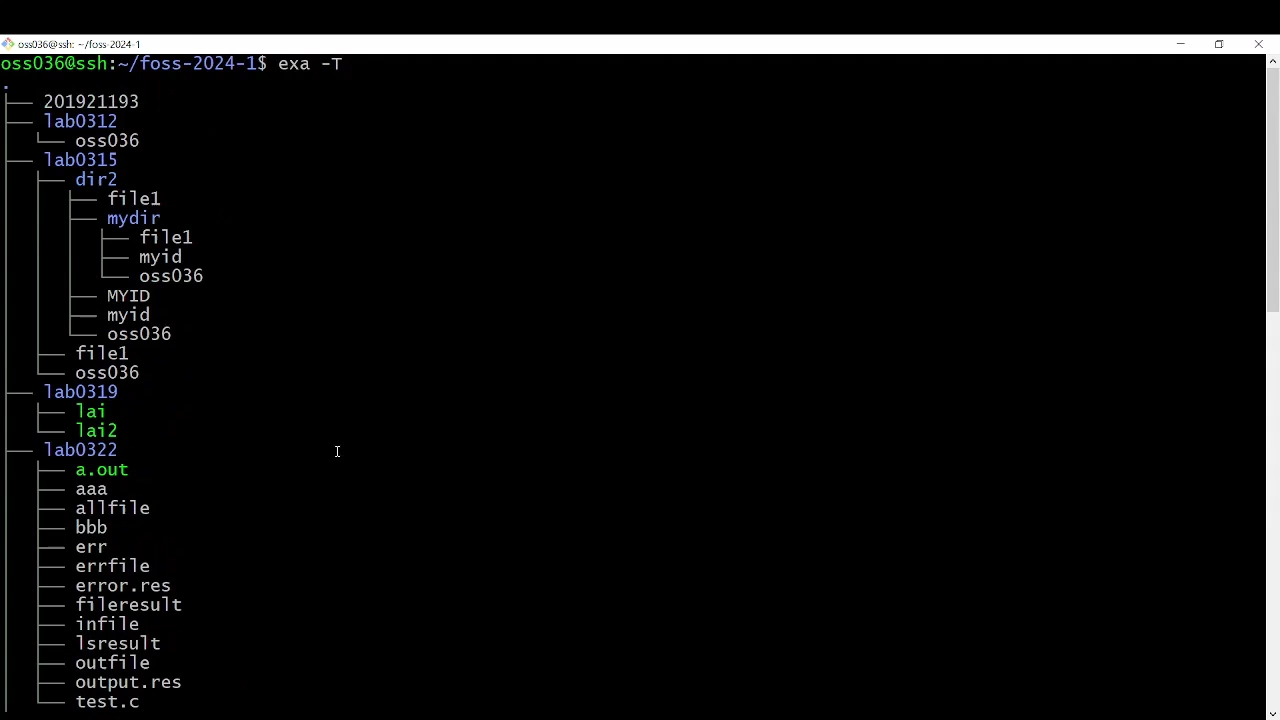 oss036@ssh: ~/foss-2024-1
oss036@ssh:~/foss-2024-1$ exa -T
.
├── 201921193
├── lab0312
│   └── oss036
├── lab0315
│   ├── dir2
│   │   ├── file1
│   │   ├── mydir
│   │   │   ├── file1
│   │   │   ├── myid
│   │   │   └── oss036
│   │   ├── MYID
│   │   ├── myid
│   │   └── oss036
│   ├── file1
│   └── oss036
├── lab0319
│   ├── lai
│   └── lai2
├── lab0322
│   ├── a.out
│   ├── aaa
│   ├── allfile
│   ├── bbb
│   ├── err
│   ├── errfile
│   ├── error.res
│   ├── fileresult
│   ├── infile
│   ├── lsresult
│   ├── outfile
│   ├── output.res
│   └── test.c